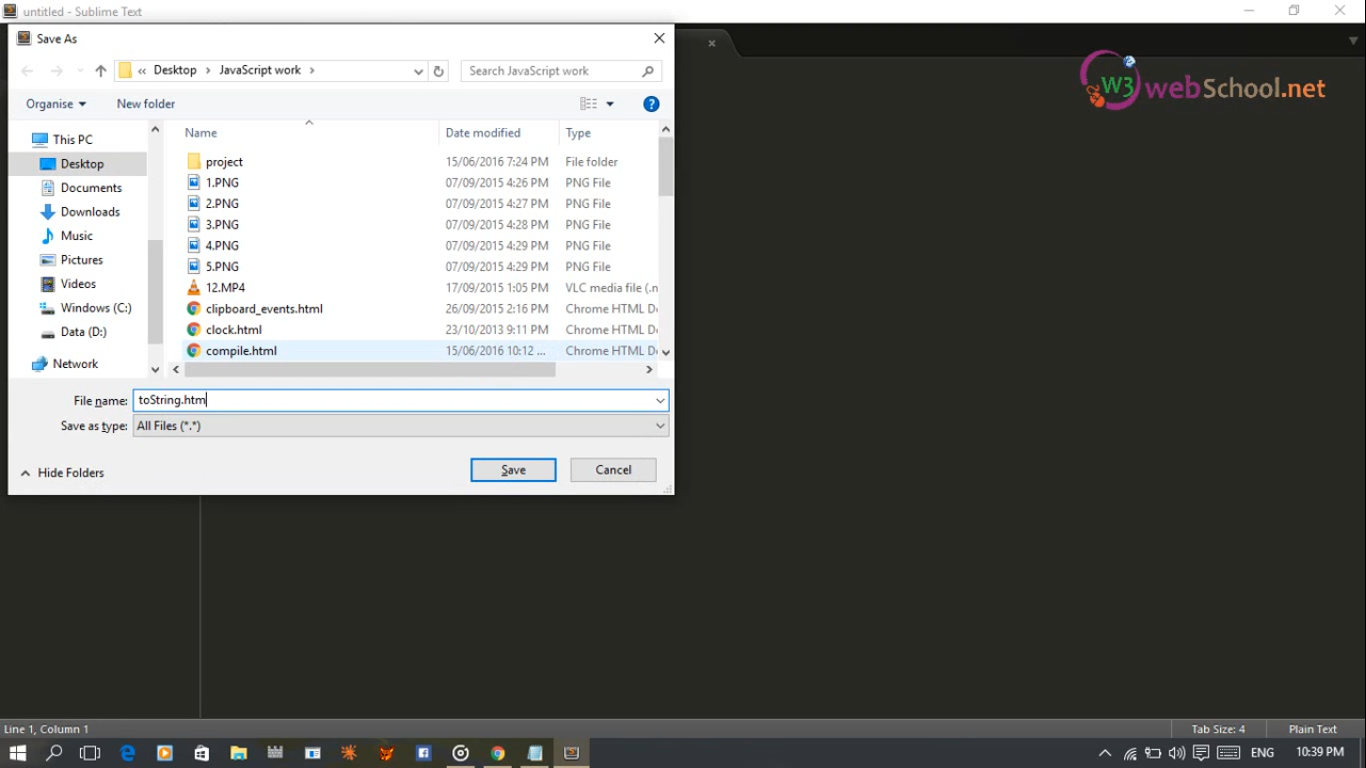 untitled - Sublime Text
Save As
« Desktop > JavaScript work >
Search JavaScript work
W3webSchool.net
Organise New folder
Name Date modified Type
This PC
Desktop
Documents
Downloads
Music
Pictures
Videos
Windows (C:)
Data (D:)
Network
project 15/06/2016 7:24 PM File folder
1.PNG 07/09/2015 4:26 PM PNG File
2.PNG 07/09/2015 4:27 PM PNG File
3.PNG 07/09/2015 4:28 PM PNG File
4.PNG 07/09/2015 4:29 PM PNG File
5.PNG 07/09/2015 4:29 PM PNG File
12.MP4 17/09/2015 1:05 PM VLC media file (.
clipboard_events.html 26/09/2015 2:16 PM Chrome HTML D
clock.html 23/10/2013 9:11 PM Chrome HTML D
compile.html 15/06/2016 10:12 ... Chrome HTML D
File name: toString.htm
Save as type: All Files (*.*)
Hide Folders
Save Cancel
Line 1, Column 1
Tab Size: 4 Plain Text
ENG 10:39 PM